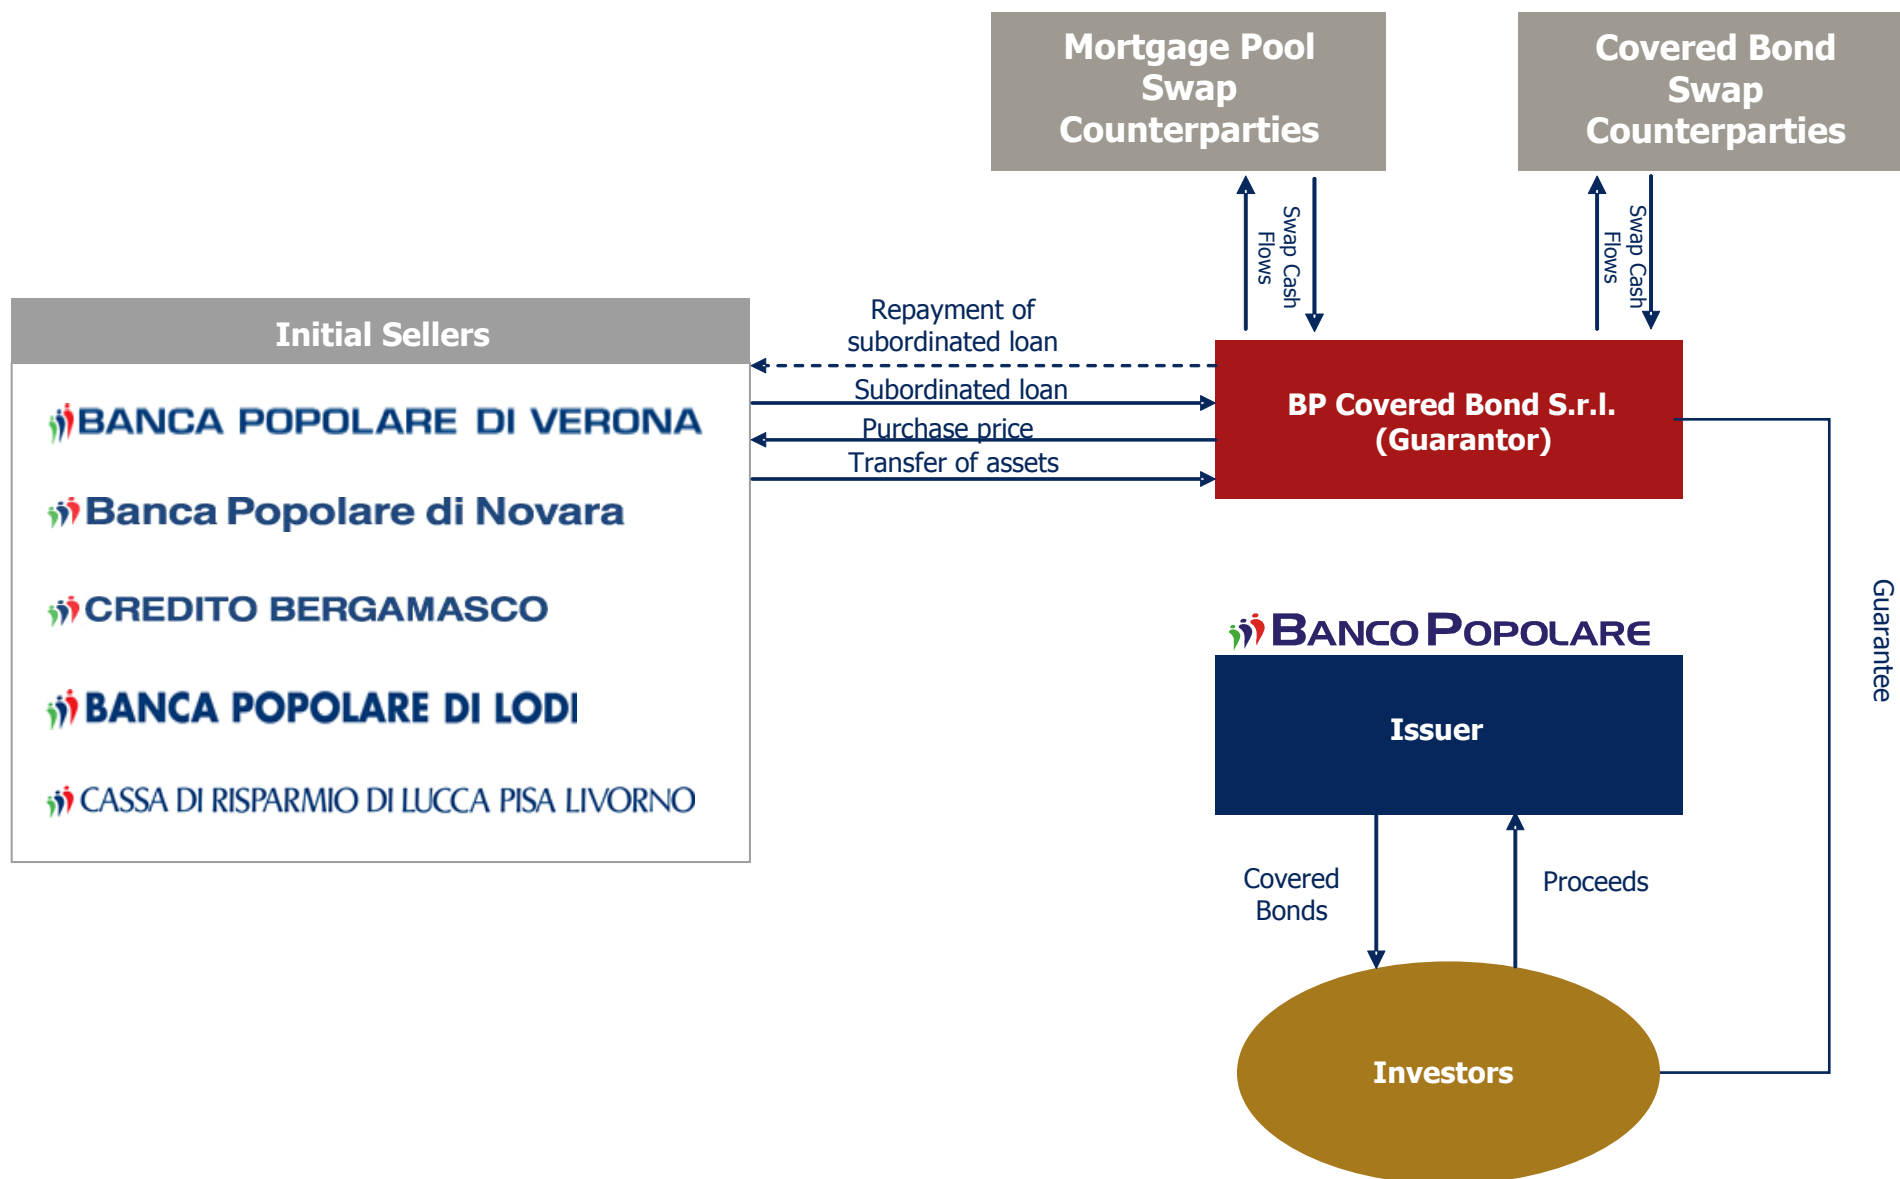 Mortgage Pool
Swap
Counterparties
Covered Bond
Swap
Counterparties
Swap Cash
Flows
Swap Cash
Flows
Initial Sellers
BANCA POPOLARE DI VERONA
Banca Popolare di Novara
CREDITO BERGAMASCO
BANCA POPOLARE DI LODI
CASSA DI RISPARMIO DI LUCCA PISA LIVORNO
Repayment of
subordinated loan
Subordinated loan
Purchase price
Transfer of assets
BP Covered Bond S.r.l.
(Guarantor)
Guarantee
BANCO POPOLARE
Issuer
Covered
Bonds
Proceeds
Investors